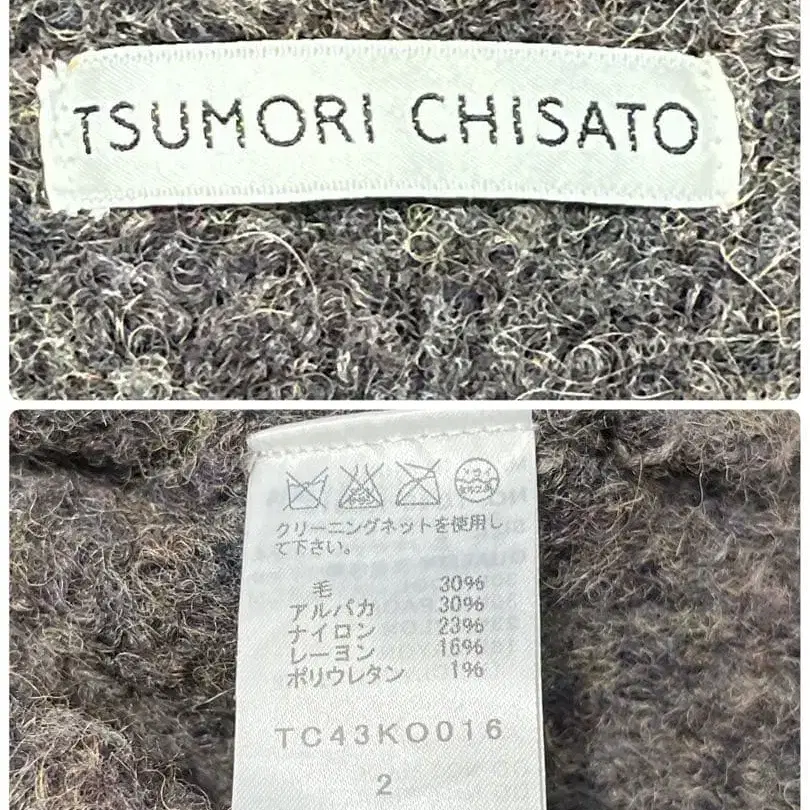 TSUMORI CHISATO
クリーニングネットを使用し
て下さい。
毛 30%
アルパカ 30%
ナイロン 23%
レーヨン 16%
ポリウレタン 1%
TC43KO016
2